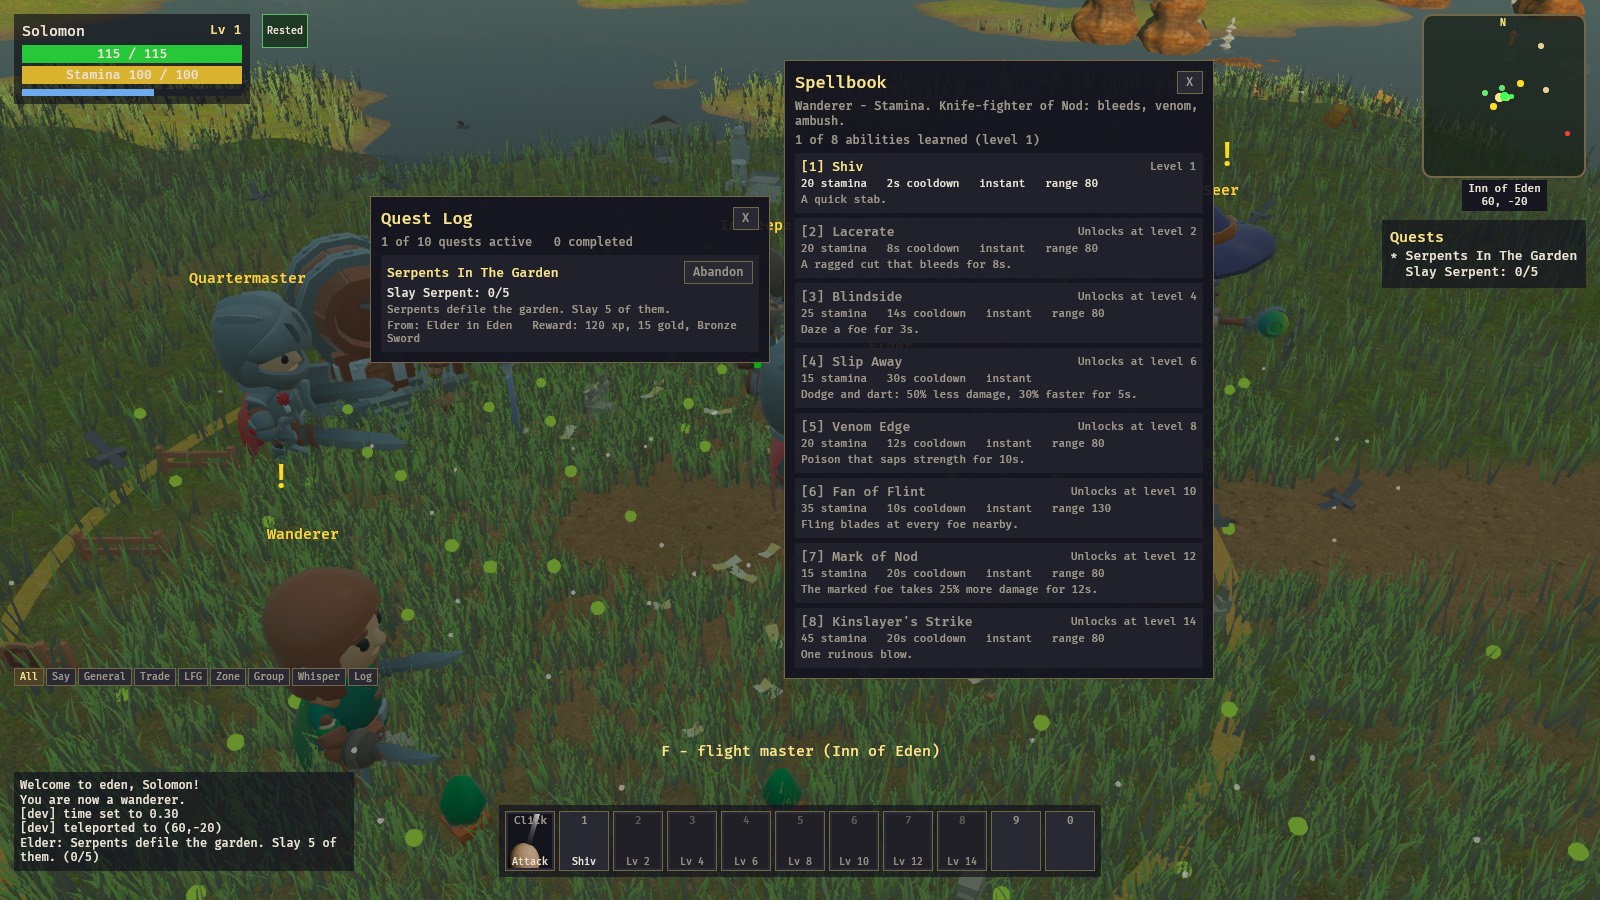 Solomon Lv 1
115 / 115
Stamina 100 / 100
Rested
N
Inn of Eden
60, -20
Quests
* Serpents In The Garden
Slay Serpent: 0/5
Quartermaster
Quest Log X
1 of 10 quests active 0 completed
Serpents In The Garden Abandon
Slay Serpent: 0/5
Serpents defile the garden. Slay 5 of them.
From: Elder in Eden Reward: 120 xp, 15 gold, Bronze
Sword
Spellbook X
Wanderer - Stamina. Knife-fighter of Nod: bleeds, venom,
ambush.
1 of 8 abilities learned (level 1)
[1] Shiv Level 1
20 stamina 2s cooldown instant range 80
A quick stab.
[2] Lacerate Unlocks at level 2
20 stamina 8s cooldown instant range 80
A ragged cut that bleeds for 8s.
[3] Blindside Unlocks at level 4
25 stamina 14s cooldown instant range 80
Daze a foe for 3s.
[4] Slip Away Unlocks at level 6
15 stamina 30s cooldown instant
Dodge and dart: 50% less damage, 30% faster for 5s.
[5] Venom Edge Unlocks at level 8
20 stamina 12s cooldown instant range 80
Poison that saps strength for 10s.
[6] Fan of Flint Unlocks at level 10
35 stamina 10s cooldown instant range 130
Fling blades at every foe nearby.
[7] Mark of Nod Unlocks at level 12
15 stamina 20s cooldown instant range 80
The marked foe takes 25% more damage for 12s.
[8] Kinslayer's Strike Unlocks at level 14
45 stamina 20s cooldown instant range 80
One ruinous blow.
!
eer
!
Wanderer
All Say General Trade LFG Zone Group Whisper Log
F - flight master (Inn of Eden)
Welcome to eden, Solomon!
You are now a wanderer.
[dev] time set to 0.30
[dev] teleported to (60,-20)
Elder: Serpents defile the garden. Slay 5 of
them. (0/5)
Click 1 2 3 4 5 6 7 8 9 0
Attack Shiv Lv 2 Lv 4 Lv 6 Lv 8 Lv 10 Lv 12 Lv 14